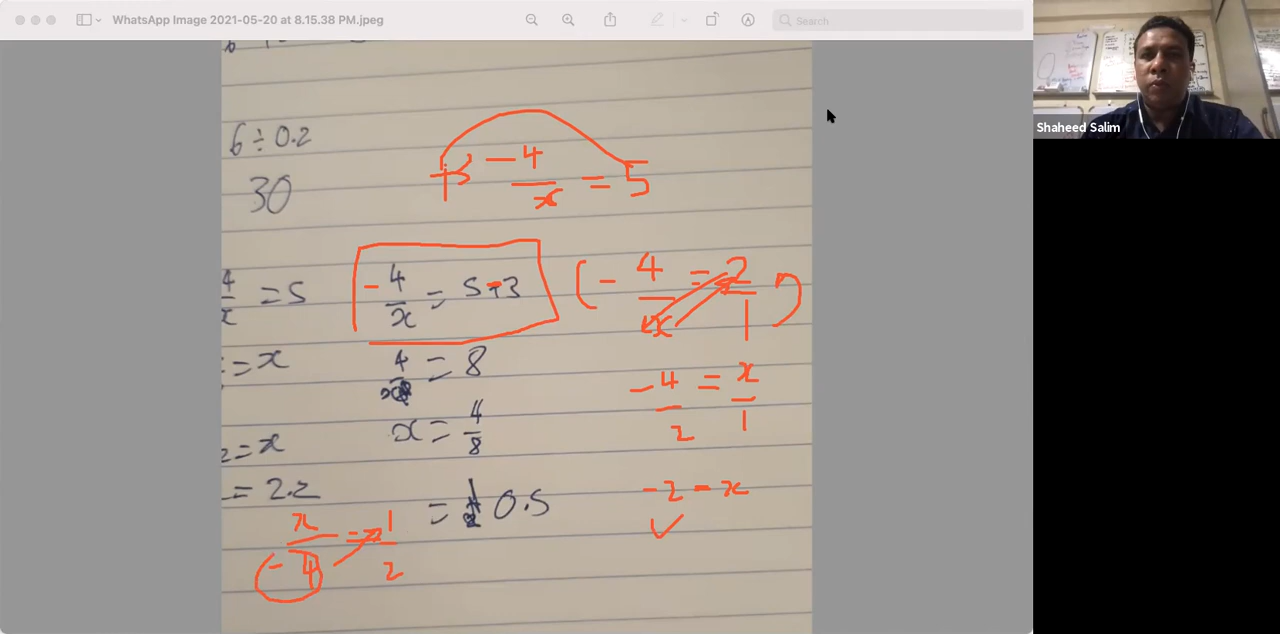 WhatsApp Image 2021-05-20 at 8.15.38 PM.jpeg
Search
Shaheed Salim
6 ÷ 0.2
30
+3 - 4/x = 5
4/x = 5
- 4/x = 5 - 3
(- 4/x = 2/1)
= x
4/x = 8
- 4/2 = x/1
x = 4/8
2 = x
= 2.2
= 0.5
-2 = x
x/-4 = 1/2